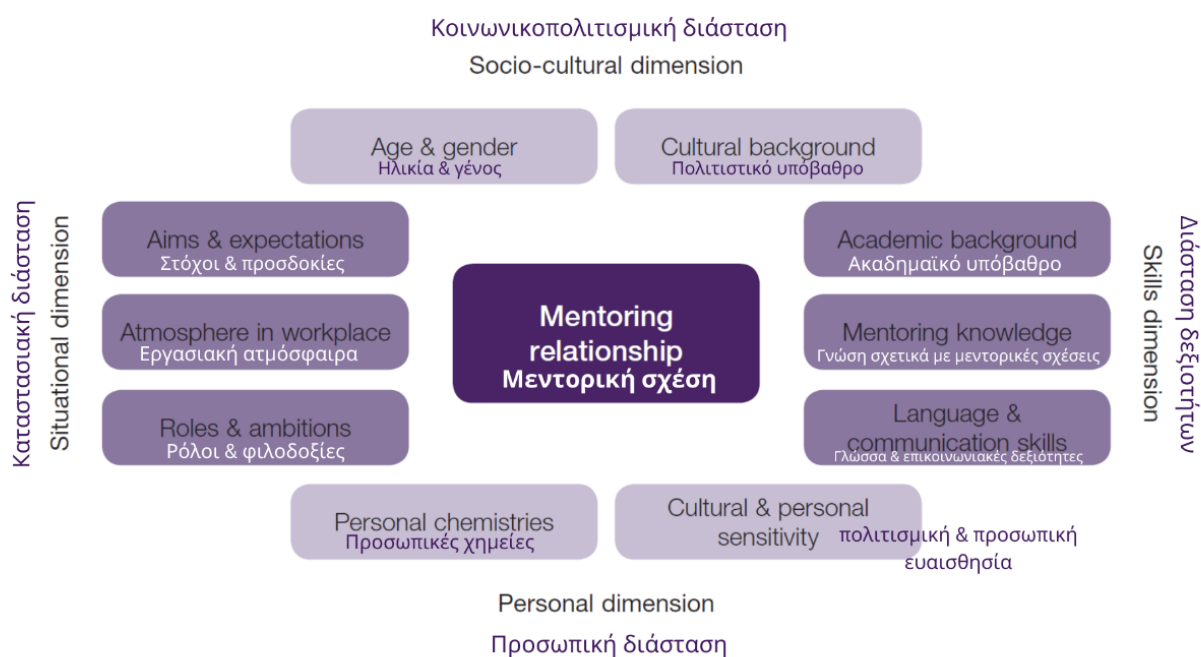 Κοινωνικοπολιτισμική διάσταση
Socio-cultural dimension
Age & gender
Ηλικία & γένος
Cultural background
Πολιτιστικό υπόβαθρο
Καταστασιακή διάσταση
Situational dimension
Aims & expectations
Στόχοι & προσδοκίες
Atmosphere in workplace
Εργασιακή ατμόσφαιρα
Roles & ambitions
Ρόλοι & φιλοδοξίες
Mentoring
relationship
Μεντορική σχέση
Academic background
Ακαδημαϊκό υπόβαθρο
Mentoring knowledge
Γνώση σχετικά με μεντορικές σχέσεις
Language &
communication skills
Γλώσσα & επικοινωνιακές δεξιότητες
Skills dimension
Διάσταση δεξιοτήτων
Personal chemistries
Προσωπικές χημείες
Cultural & personal
sensitivity
πολιτισμική & προσωπική
ευαισθησία
Personal dimension
Προσωπική διάσταση